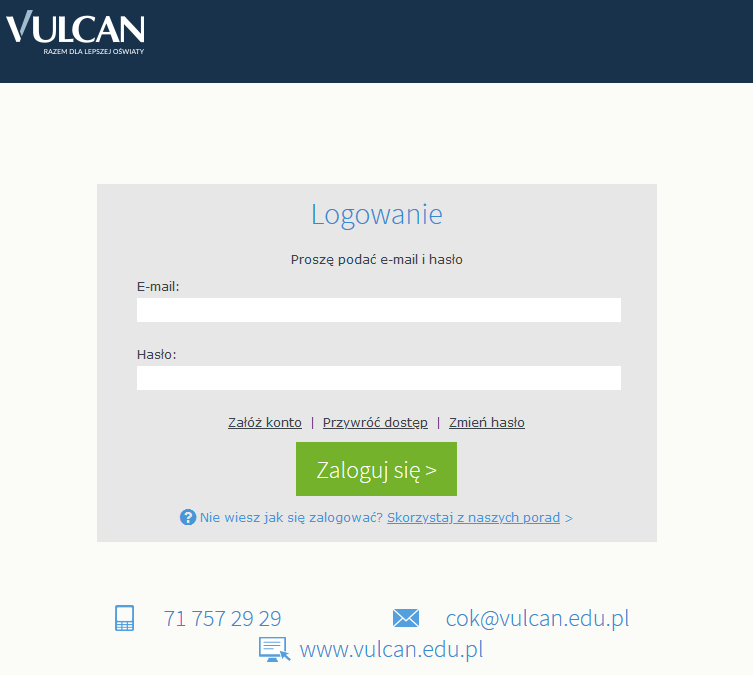 VULCAN
RAZEM DLA LEPSZEJ OŚWIATY
Logowanie
Proszę podać e-mail i hasło
E-mail:
Hasło:
Załóż konto | Przywróć dostęp | Zmień hasło
Zaloguj się >
? Nie wiesz jak się zalogować? Skorzystaj z naszych porad >
71 757 29 29 cok@vulcan.edu.pl
www.vulcan.edu.pl